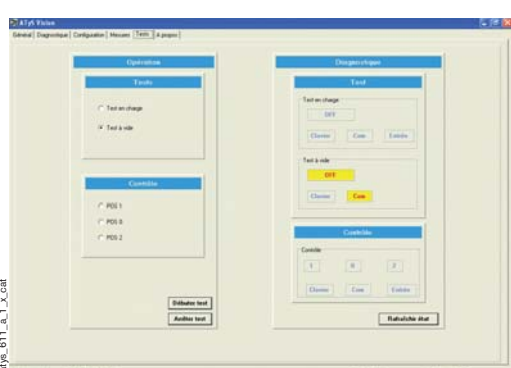 ATyS Vision
Général Diagnostique Configuration Mesures Tests A propos
Opération
Tests
Test en charge
Test à vide
Contrôle
POS 1
POS 0
POS 2
Débuter test
Arrêter test
Diagnostique
Test
Test en charge
OFF
Clavier Com Entrée
Test à vide
OFF
Clavier Com
Contrôle
Contrôle
1 0 2
Clavier Com Entrée
Rafraîchir état
atys_611_a_1_x_cat